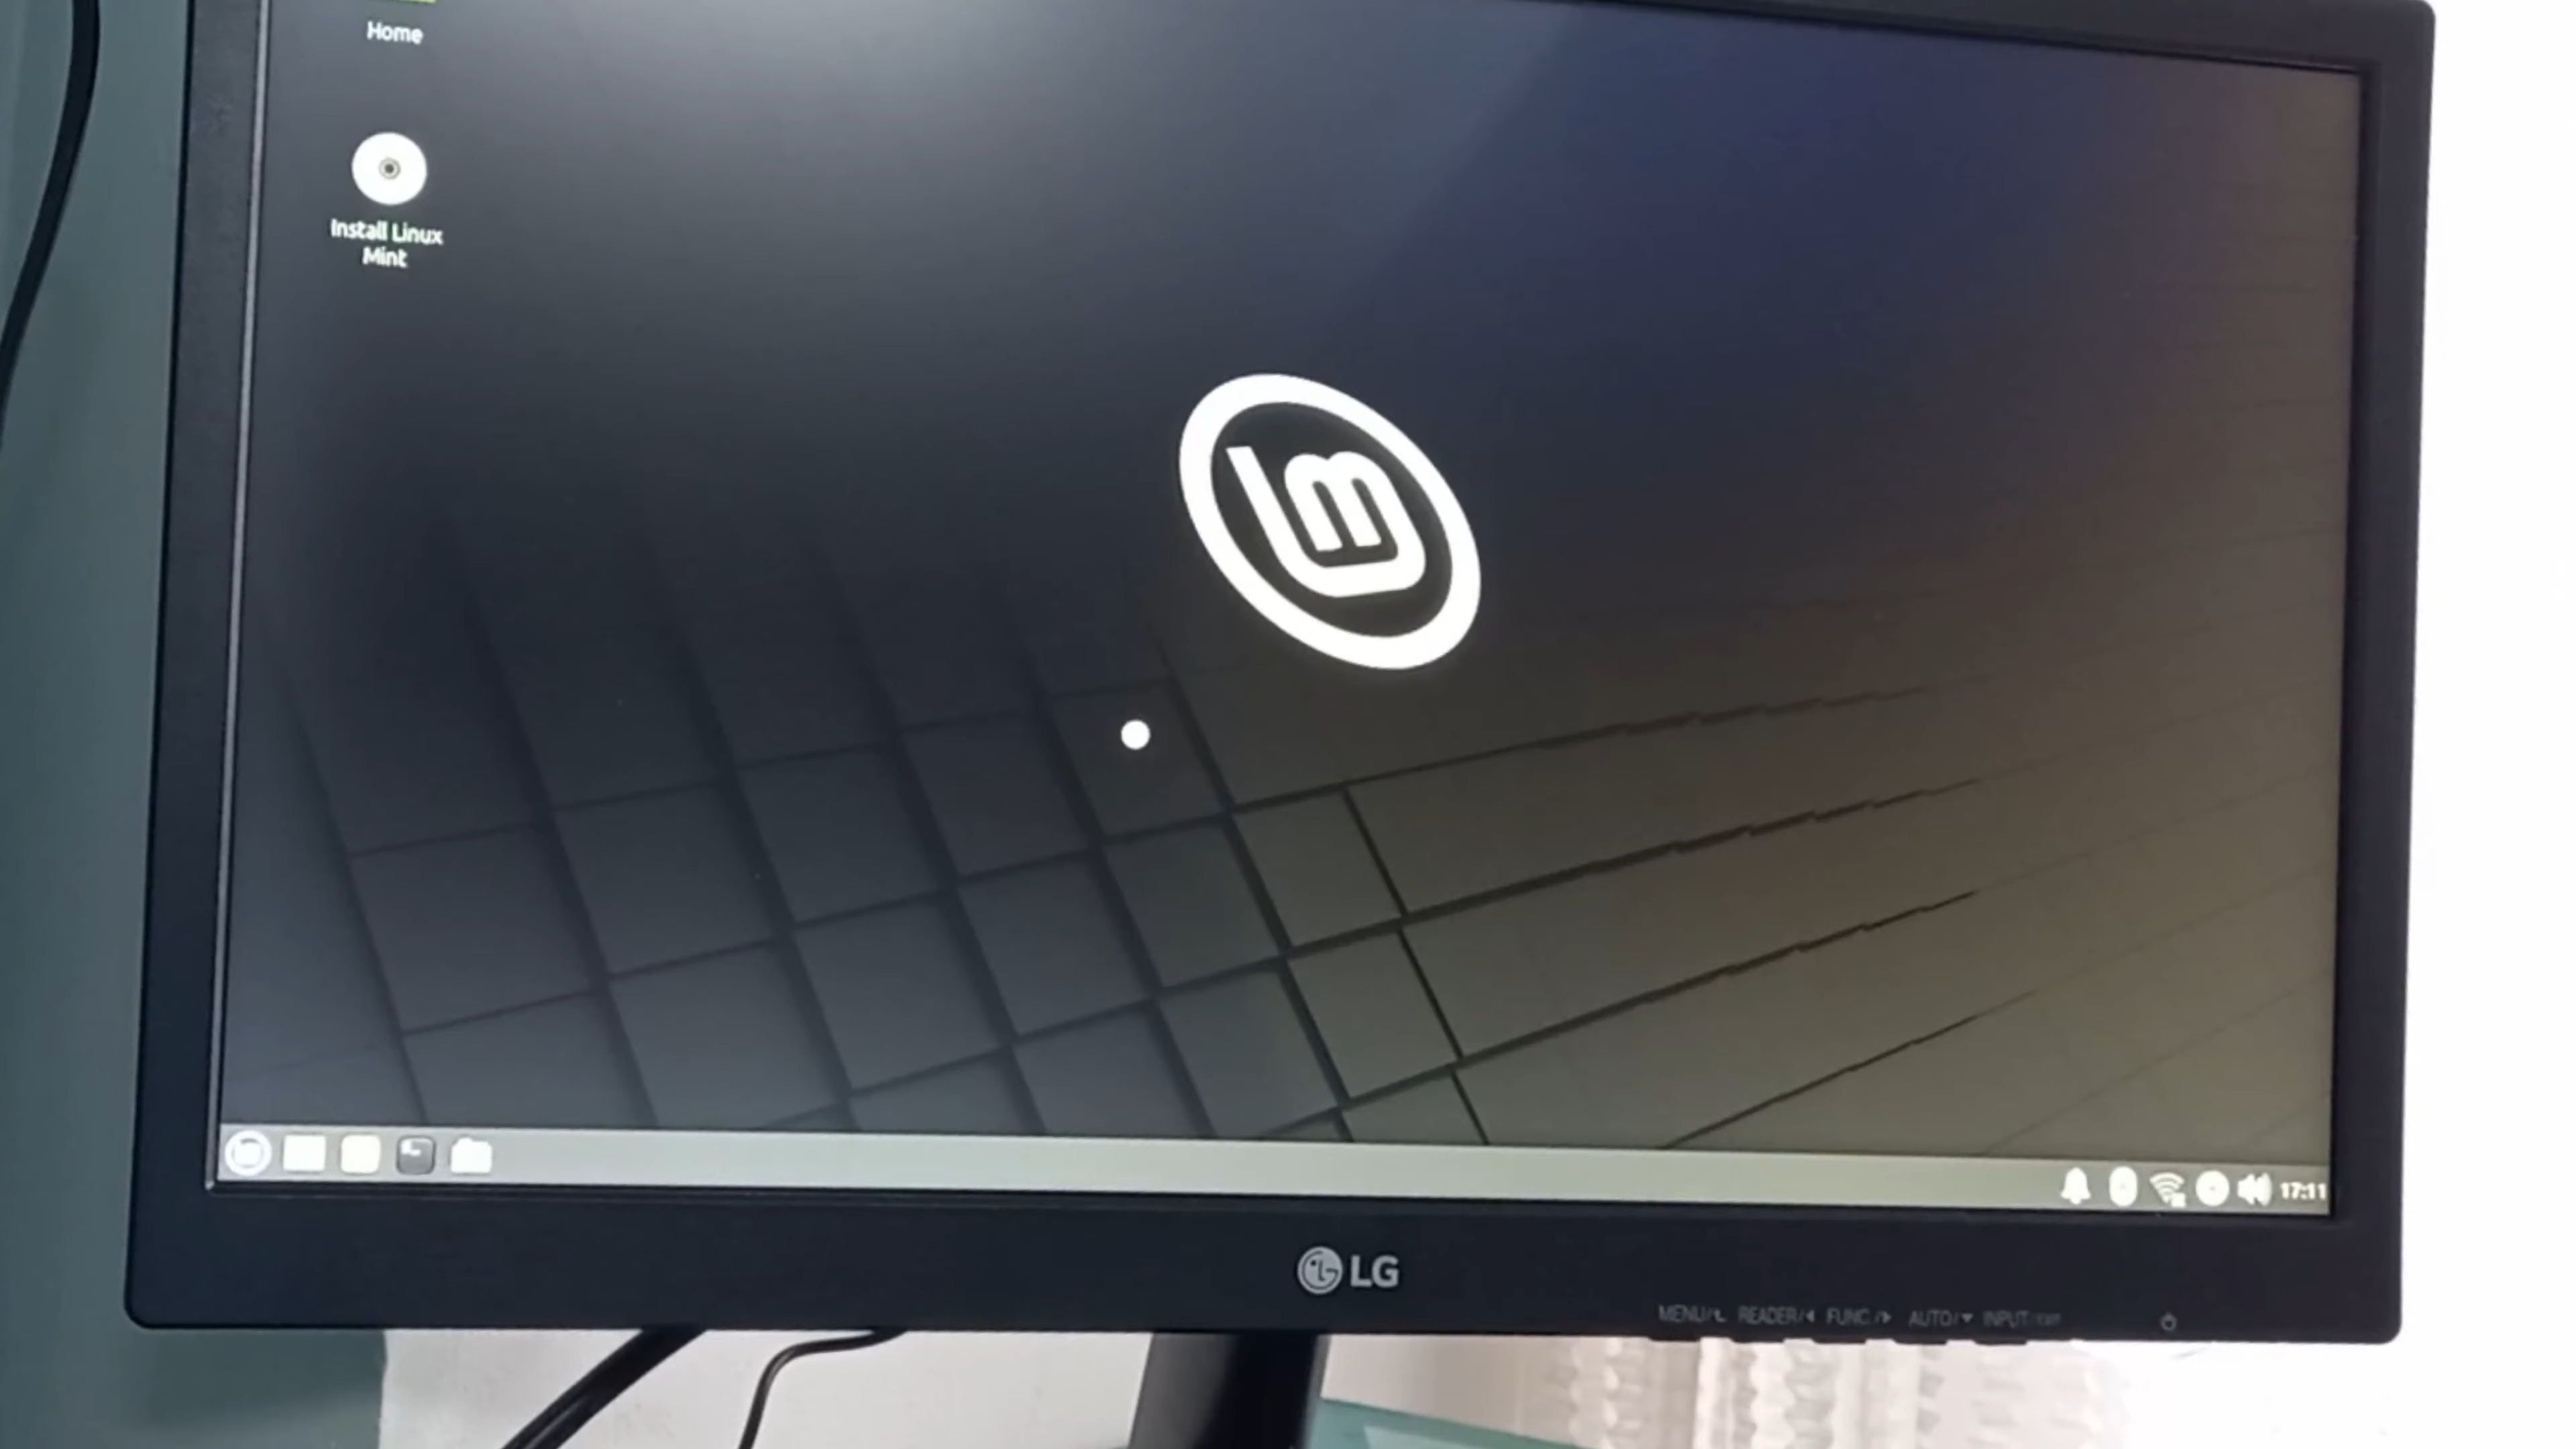 Home
Install Linux
Mint
17:11
LG
MENU/ READER/ FUNC./ AUTO/ INPUT